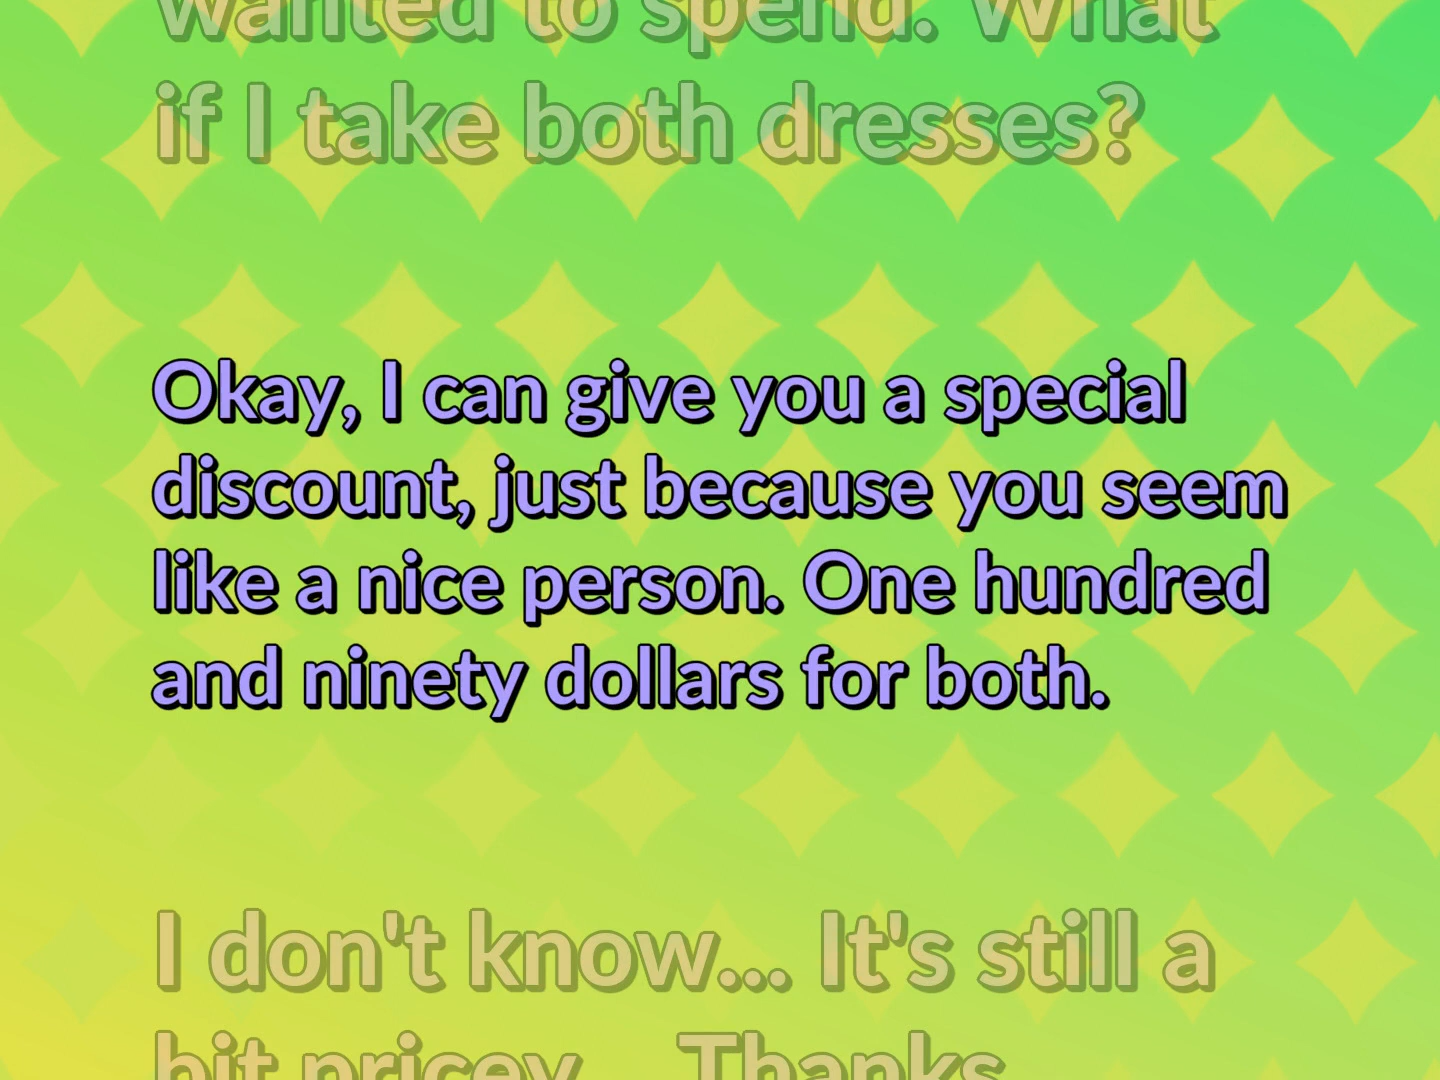 wanted to spend. What
if I take both dresses?
Okay, I can give you a special
discount, just because you seem
like a nice person. One hundred
and ninety dollars for both.
I don't know... It's still a
bit pricey... Thanks